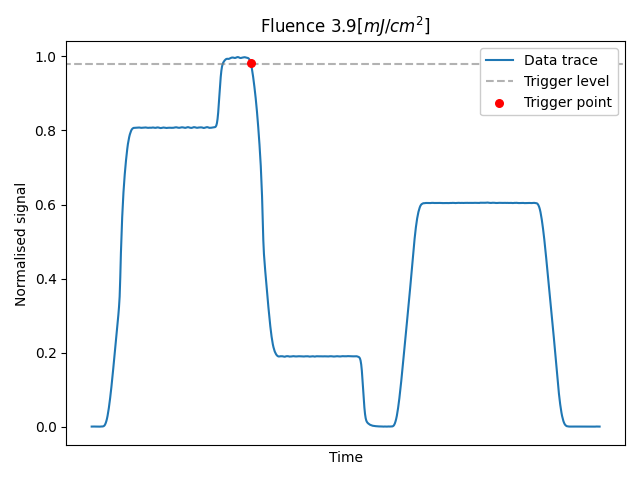 Fluence 3.9[mJ/cm²]
Data trace
Trigger level
Trigger point
Normalised signal
1.0
0.8
0.6
0.4
0.2
0.0
Time